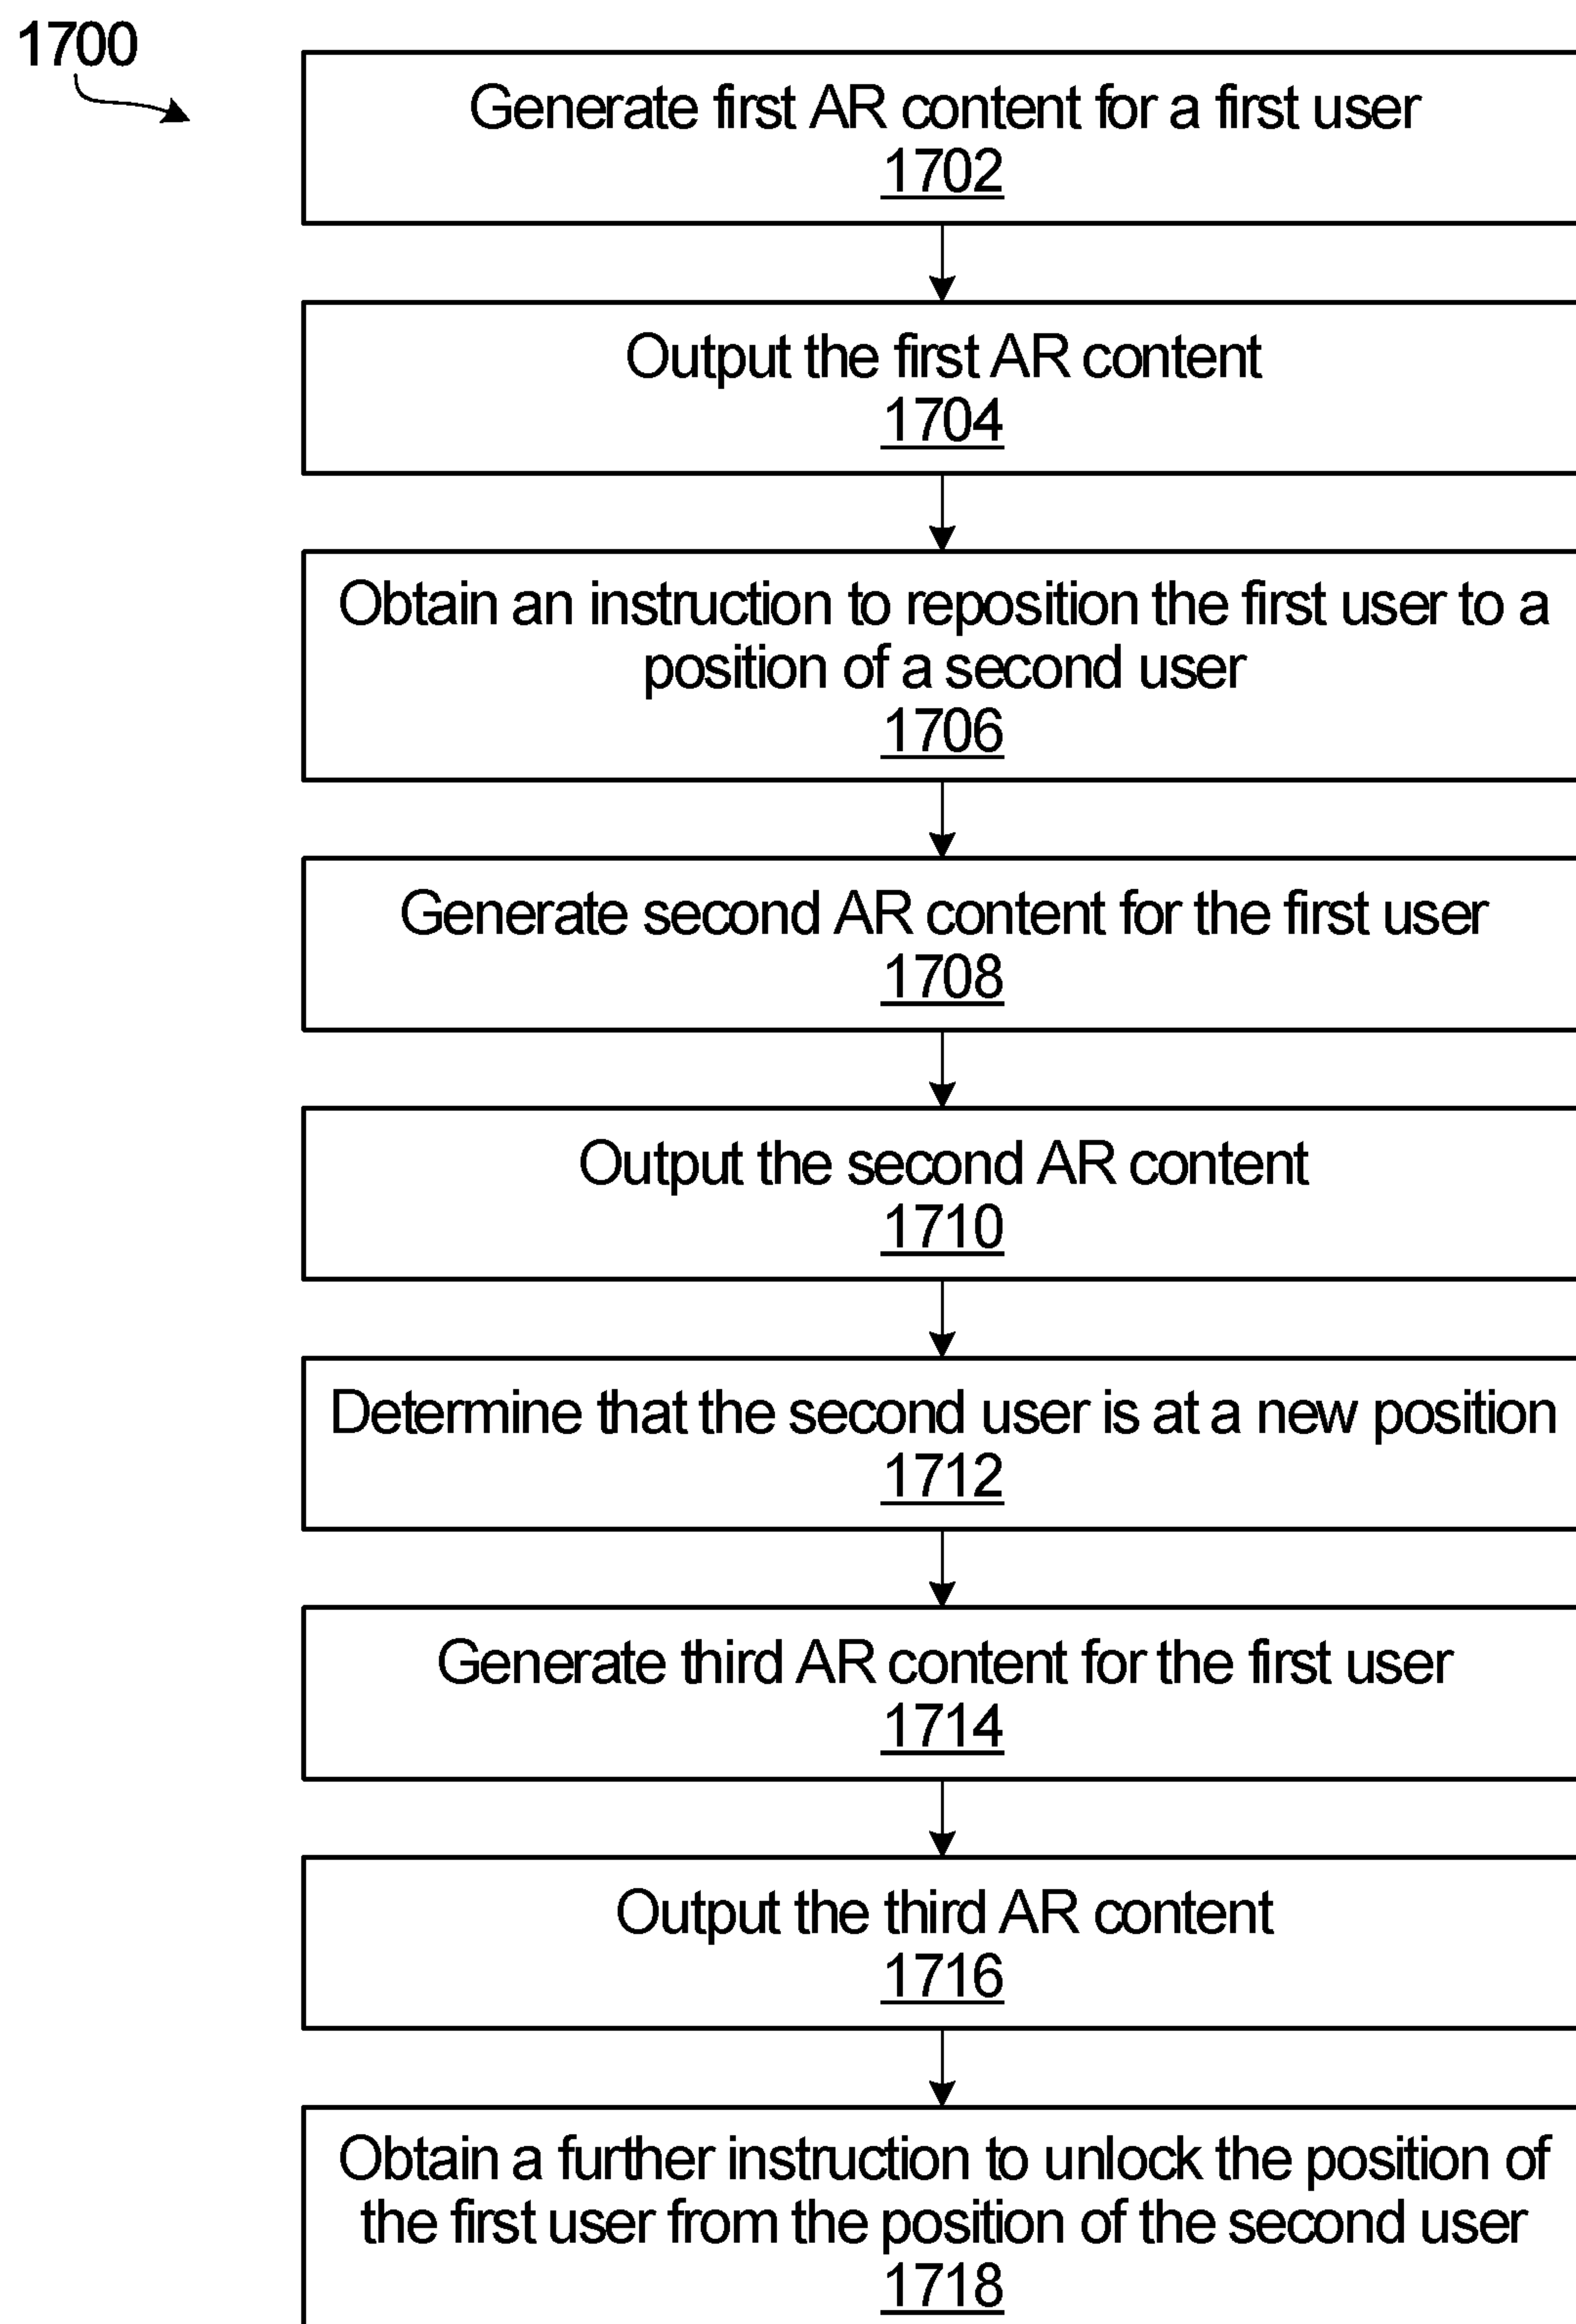 1700
Generate first AR content for a first user
1702
Output the first AR content
1704
Obtain an instruction to reposition the first user to a
position of a second user
1706
Generate second AR content for the first user
1708
Output the second AR content
1710
Determine that the second user is at a new position
1712
Generate third AR content for the first user
1714
Output the third AR content
1716
Obtain a further instruction to unlock the position of
the first user from the position of the second user
1718